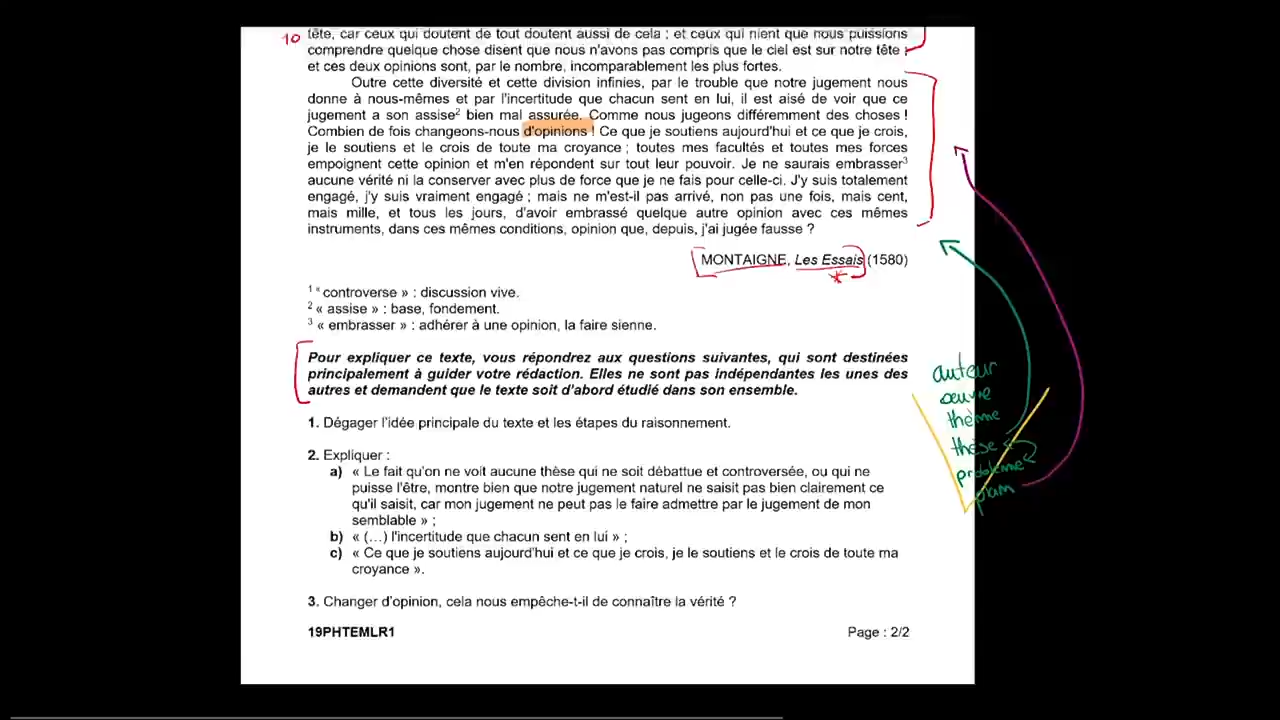 10
tête, car ceux qui doutent de tout doutent aussi de cela ; et ceux qui nient que nous puissions
comprendre quelque chose disent que nous n'avons pas compris que le ciel est sur notre tête ;
et ces deux opinions sont, par le nombre, incomparablement les plus fortes.
Outre cette diversité et cette division infinies, par le trouble que notre jugement nous
donne à nous-mêmes et par l'incertitude que chacun sent en lui, il est aisé de voir que ce
jugement a son assise² bien mal assurée. Comme nous jugeons différemment des choses !
Combien de fois changeons-nous d'opinions ! Ce que je soutiens aujourd'hui et ce que je crois,
je le soutiens et le crois de toute ma croyance ; toutes mes facultés et toutes mes forces
empoignent cette opinion et m'en répondent sur tout leur pouvoir. Je ne saurais embrasser³
aucune vérité ni la conserver avec plus de force que je ne fais pour celle-ci. J'y suis totalement
engagé, j'y suis vraiment engagé ; mais ne m'est-il pas arrivé, non pas une fois, mais cent,
mais mille, et tous les jours, d'avoir embrassé quelque autre opinion avec ces mêmes
instruments, dans ces mêmes conditions, opinion que, depuis, j'ai jugée fausse ?
MONTAIGNE, Les Essais (1580)
¹ « controverse » : discussion vive.
² « assise » : base, fondement.
³ « embrasser » : adhérer à une opinion, la faire sienne.
Pour expliquer ce texte, vous répondrez aux questions suivantes, qui sont destinées
principalement à guider votre rédaction. Elles ne sont pas indépendantes les unes des
autres et demandent que le texte soit d'abord étudié dans son ensemble.
1. Dégager l'idée principale du texte et les étapes du raisonnement.
2. Expliquer :
a) « Le fait qu'on ne voit aucune thèse qui ne soit débattue et controversée, ou qui ne
puisse l'être, montre bien que notre jugement naturel ne saisit pas bien clairement ce
qu'il saisit, car mon jugement ne peut pas le faire admettre par le jugement de mon
semblable » ;
b) « (…) l'incertitude que chacun sent en lui » ;
c) « Ce que je soutiens aujourd'hui et ce que je crois, je le soutiens et le crois de toute ma
croyance ».
3. Changer d'opinion, cela nous empêche-t-il de connaître la vérité ?
19PHTEMLR1
Page : 2/2
auteur
œuvre
thème
thèse
problème
plan